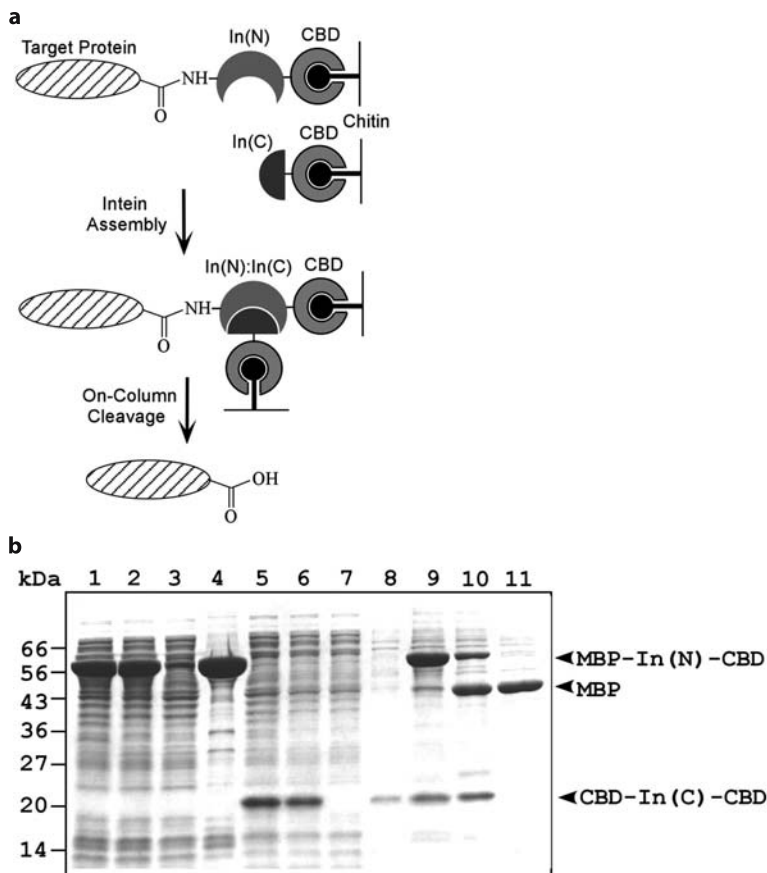 a
Target Protein
In(N)
CBD
NH
O
Chitin
In(C)
CBD
Intein
Assembly
In(N):In(C)
CBD
NH
O
On-Column
Cleavage
OH
O
b
kDa 1 2 3 4 5 6 7 8 9 10 11
66
MBP-In(N)-CBD
56
MBP
43
36
27
20
CBD-In(C)-CBD
14